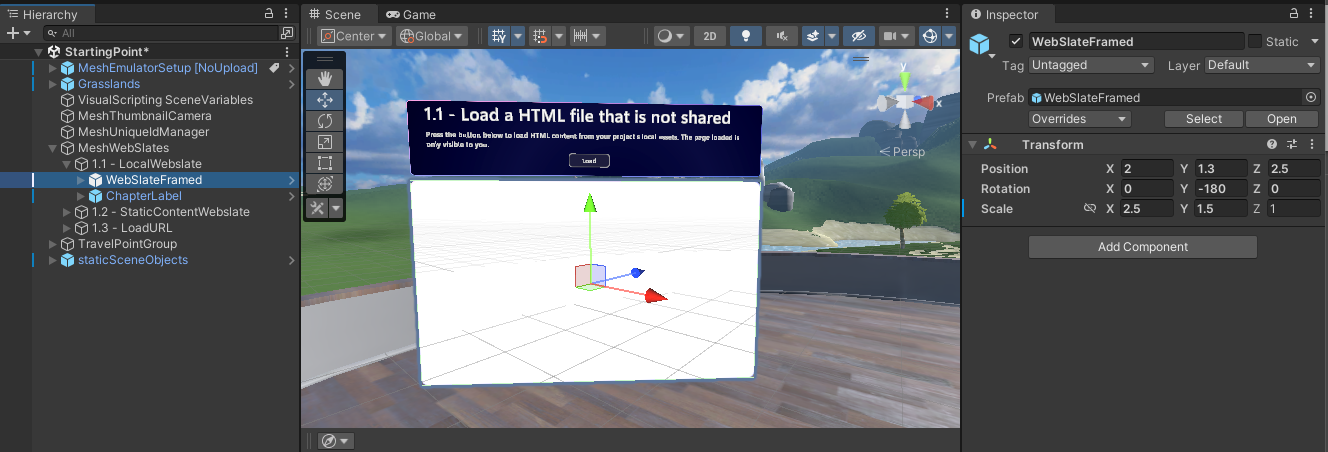 Hierarchy
All
StartingPoint*
MeshEmulatorSetup [NoUpload]
Grasslands
VisualScripting SceneVariables
MeshThumbnailCamera
MeshUniqueIdManager
MeshWebSlates
1.1 - LocalWebslate
WebSlateFramed
ChapterLabel
1.2 - StaticContentWebslate
1.3 - LoadURL
TravelPointGroup
staticSceneObjects
Scene Game
Center Global 2D
1.1 - Load a HTML file that is not shared
Press the button below to load HTML content from your project's local assets. The page loaded is
only visible to you.
Load
y
x
Persp
Inspector
WebSlateFramed Static
Tag Untagged Layer Default
Prefab WebSlateFramed
Overrides Select Open
Transform
Position X 2 Y 1.3 Z 2.5
Rotation X 0 Y -180 Z 0
Scale X 2.5 Y 1.5 Z 1
Add Component